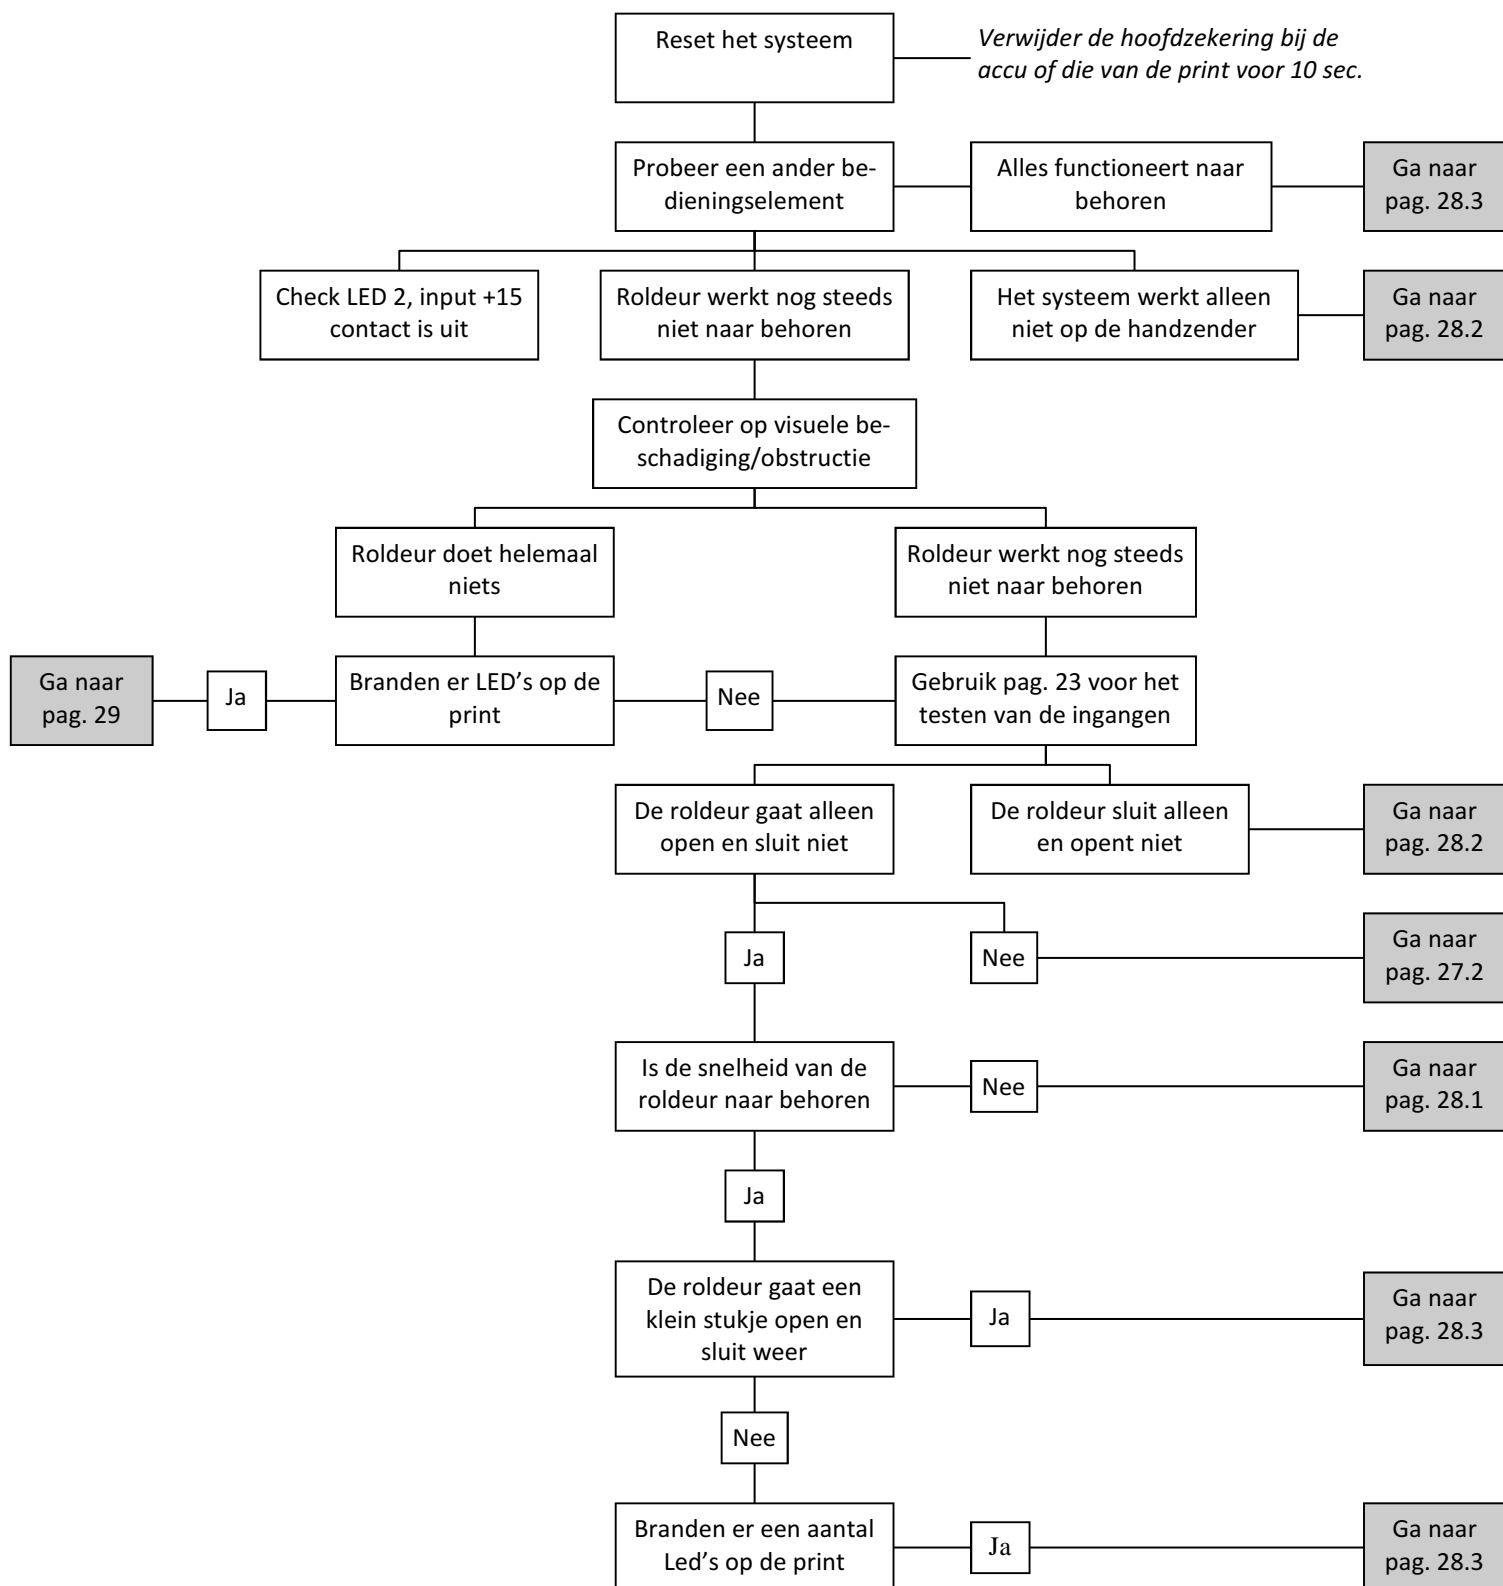 Reset het systeem
Verwijder de hoofdzekering bij de
accu of die van de print voor 10 sec.
Probeer een ander be-
dieningselement
Alles functioneert naar
behoren
Ga naar
pag. 28.3
Check LED 2, input +15
contact is uit
Roldeur werkt nog steeds
niet naar behoren
Het systeem werkt alleen
niet op de handzender
Ga naar
pag. 28.2
Controleer op visuele be-
schadiging/obstructie
Roldeur doet helemaal
niets
Roldeur werkt nog steeds
niet naar behoren
Ga naar
pag. 29
Ja
Branden er LED’s op de
print
Nee
Gebruik pag. 23 voor het
testen van de ingangen
De roldeur gaat alleen
open en sluit niet
De roldeur sluit alleen
en opent niet
Ga naar
pag. 28.2
Ja
Nee
Ga naar
pag. 27.2
Is de snelheid van de
roldeur naar behoren
Nee
Ga naar
pag. 28.1
Ja
De roldeur gaat een
klein stukje open en
sluit weer
Ja
Ga naar
pag. 28.3
Nee
Branden er een aantal
Led’s op de print
Ja
Ga naar
pag. 28.3